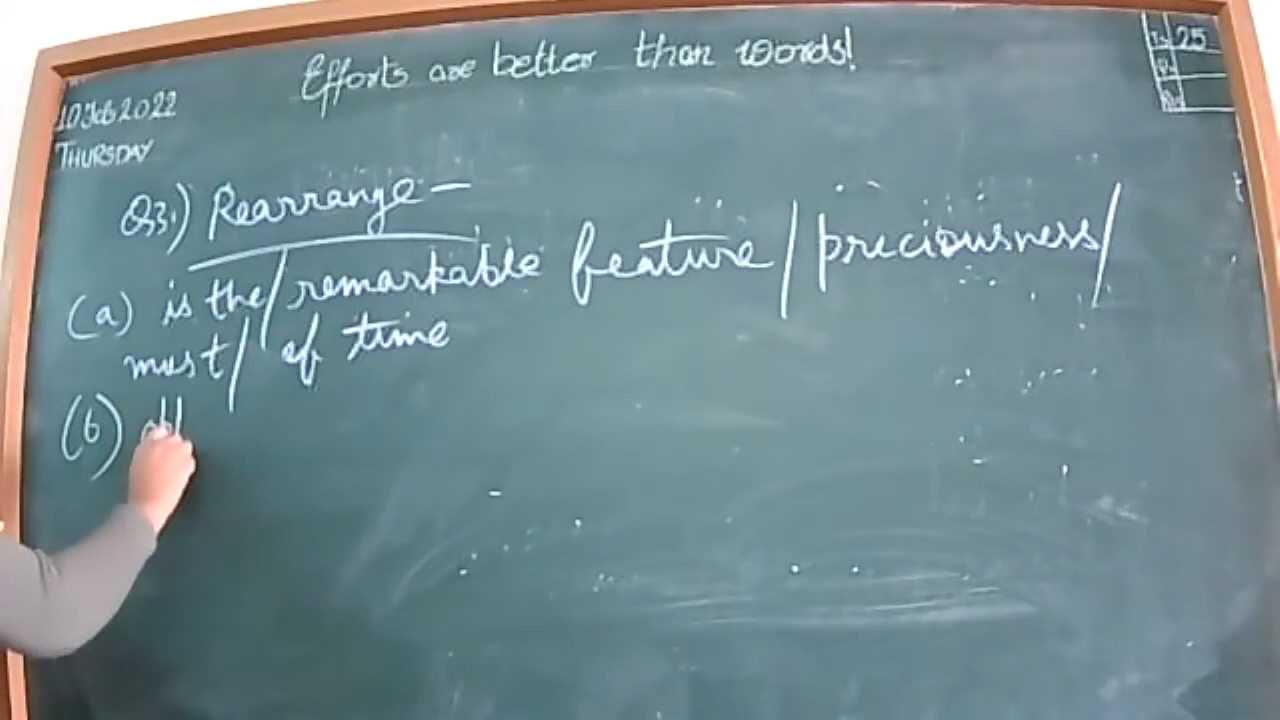 Efforts are better than words!
25
10 Feb 2022
THURSDAY
Q3.) Rearrange –
(a) is the/ remarkable feature/ preciousness/
most/ of time
(b)